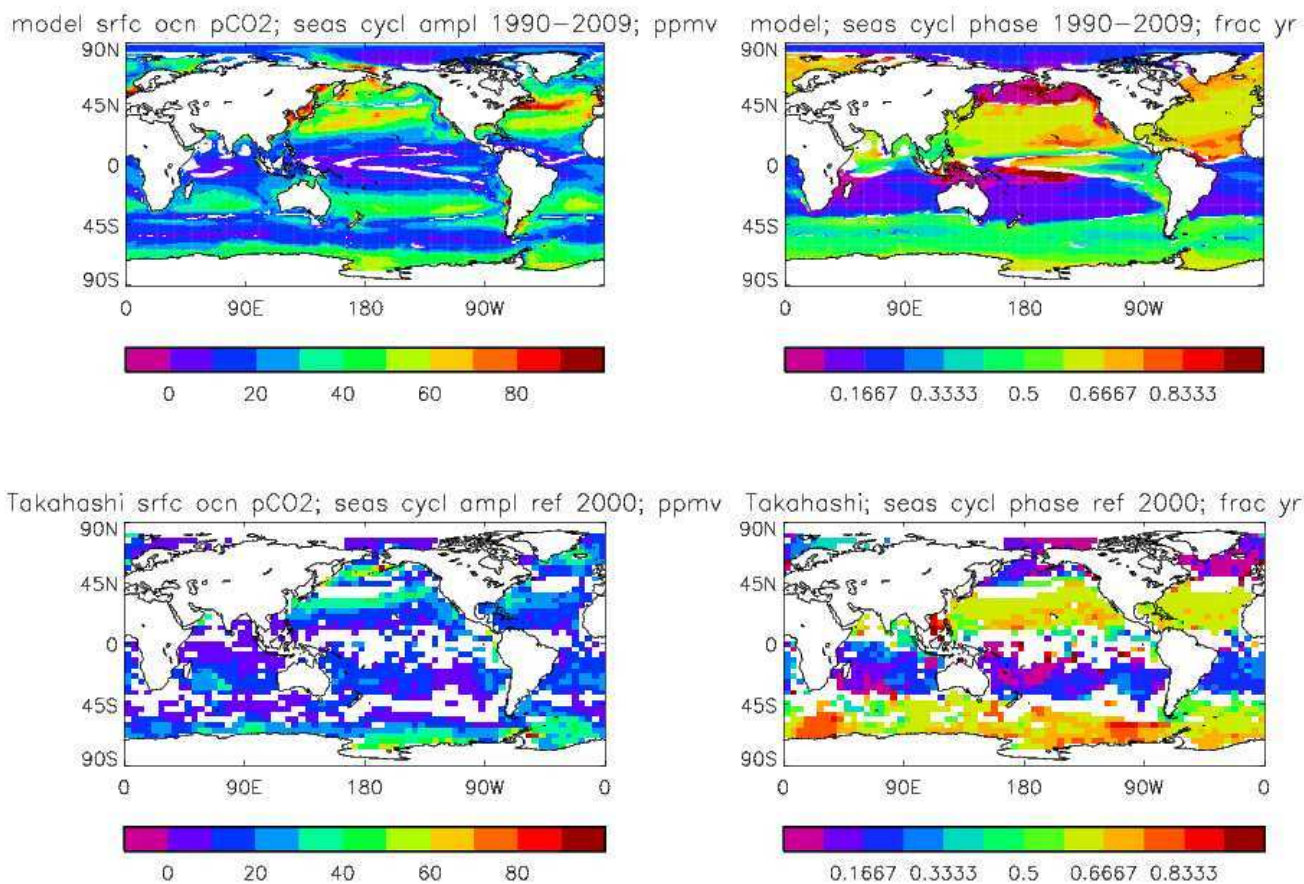 model srfc ocn pCO2; seas cycl ampl 1990−2009; ppmv
90N
45N
0
45S
90S
0 90E 180 90W
0 20 40 60 80
model; seas cycl phase 1990−2009; frac yr
90N
45N
0
45S
90S
0 90E 180 90W
0.1667 0.3333 0.5 0.6667 0.8333
Takahashi srfc ocn pCO2; seas cycl ampl ref 2000; ppmv
90N
45N
0
45S
90S
0 90E 180 90W 0
0 20 40 60 80
Takahashi; seas cycl phase ref 2000; frac yr
90N
45N
0
45S
90S
0 90E 180 90W 0
0.1667 0.3333 0.5 0.6667 0.8333